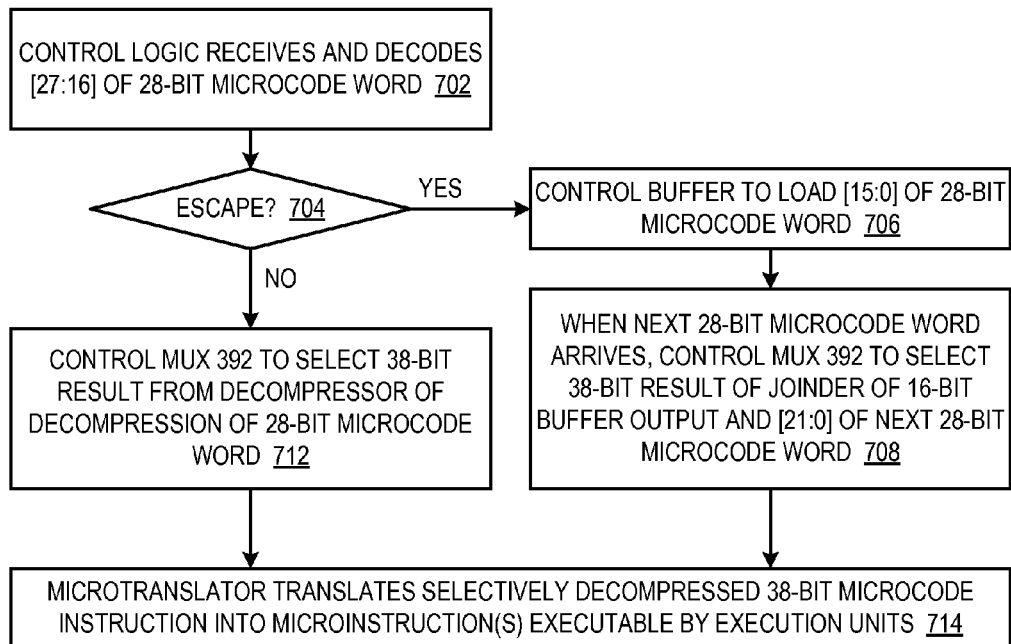 CONTROL LOGIC RECEIVES AND DECODES
[27:16] OF 28-BIT MICROCODE WORD 702
ESCAPE? 704
YES
NO
CONTROL BUFFER TO LOAD [15:0] OF 28-BIT
MICROCODE WORD 706
WHEN NEXT 28-BIT MICROCODE WORD
ARRIVES, CONTROL MUX 392 TO SELECT
38-BIT RESULT OF JOINDER OF 16-BIT
BUFFER OUTPUT AND [21:0] OF NEXT 28-BIT
MICROCODE WORD 708
CONTROL MUX 392 TO SELECT 38-BIT
RESULT FROM DECOMPRESSOR OF
DECOMPRESSION OF 28-BIT MICROCODE
WORD 712
MICROTRANSLATOR TRANSLATES SELECTIVELY DECOMPRESSED 38-BIT MICROCODE
INSTRUCTION INTO MICROINSTRUCTION(S) EXECUTABLE BY EXECUTION UNITS 714